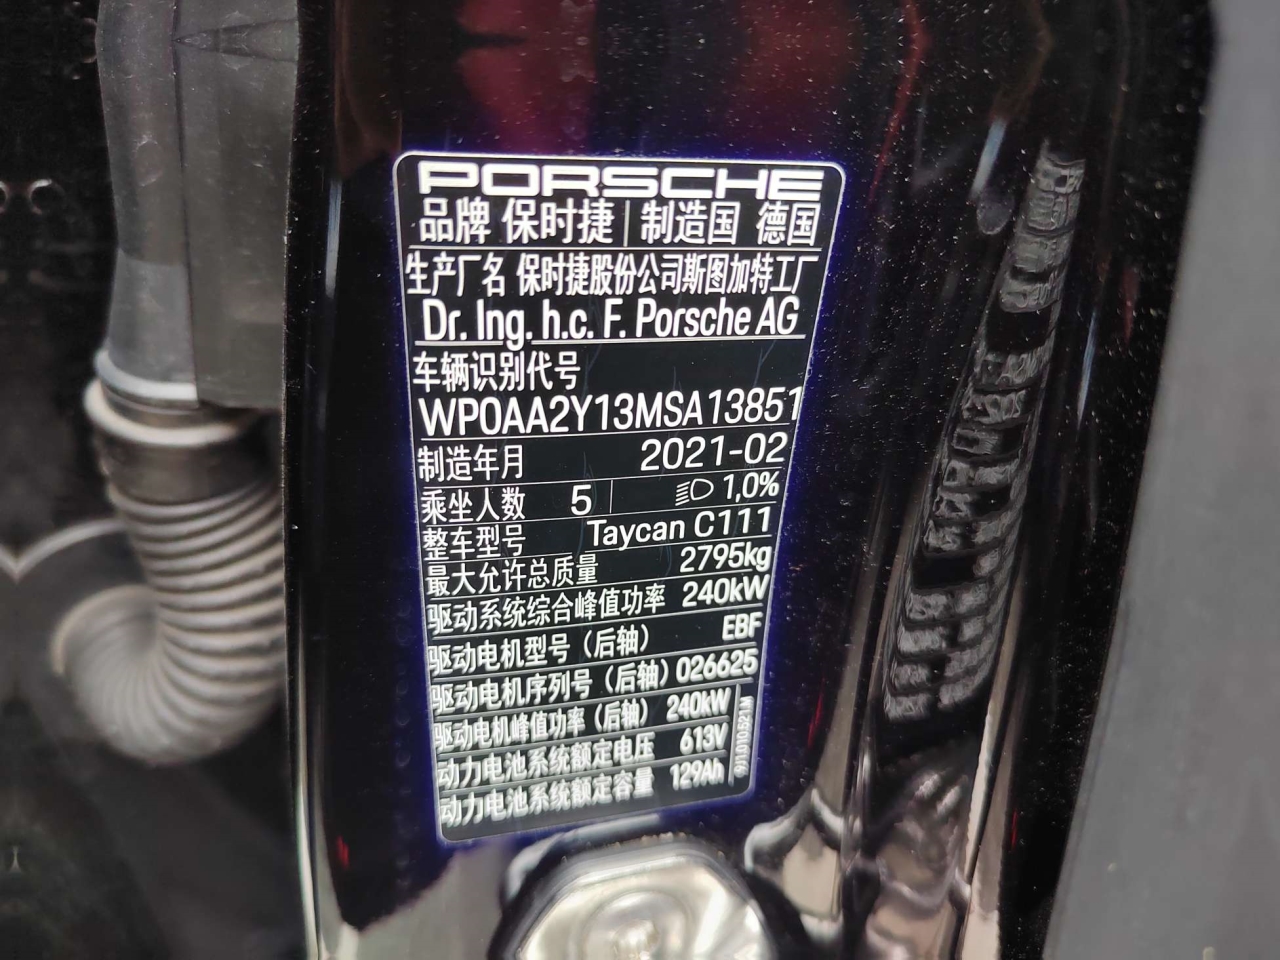 PORSCHE
品牌 保时捷 制造国 德国
生产厂名 保时捷股份公司斯图加特工厂
Dr. Ing. h.c. F. Porsche AG
车辆识别代号
WP0AA2Y13MSA13851
制造年月 2021-02
乘坐人数 5 1,0%
整车型号 Taycan C111
最大允许总质量 2795kg
驱动系统综合峰值功率 240kW
驱动电机型号（后轴） EBF
驱动电机序列号（后轴） 026625
驱动电机峰值功率（后轴） 240kW
动力电池系统额定电压 613V
动力电池系统额定容量 129Ah
9J1.010.521.M